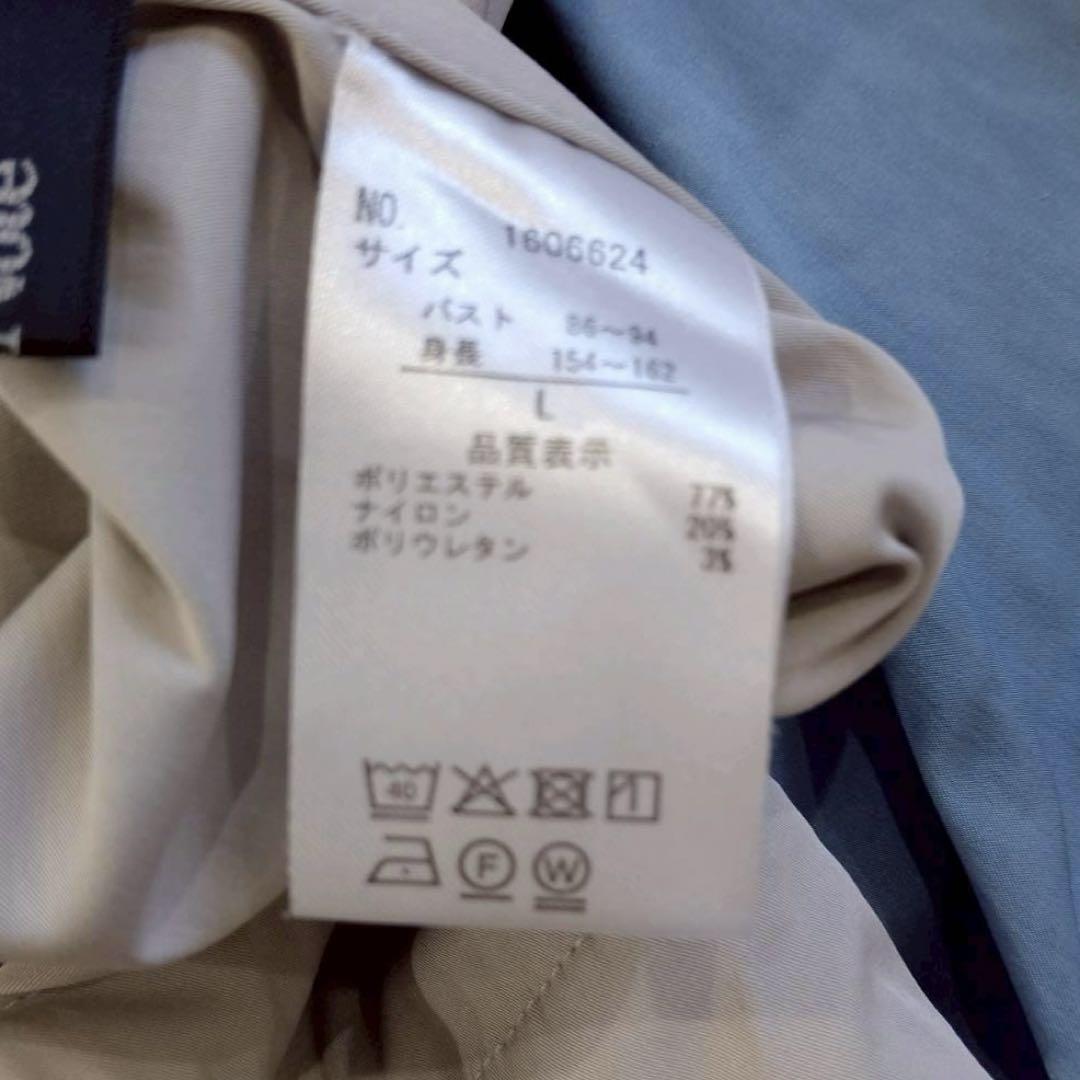 NO. 1606624
サイズ
バスト 86〜94
身長 154〜162
L
品質表示
ポリエステル 77%
ナイロン 20%
ポリウレタン 3%
40
F W